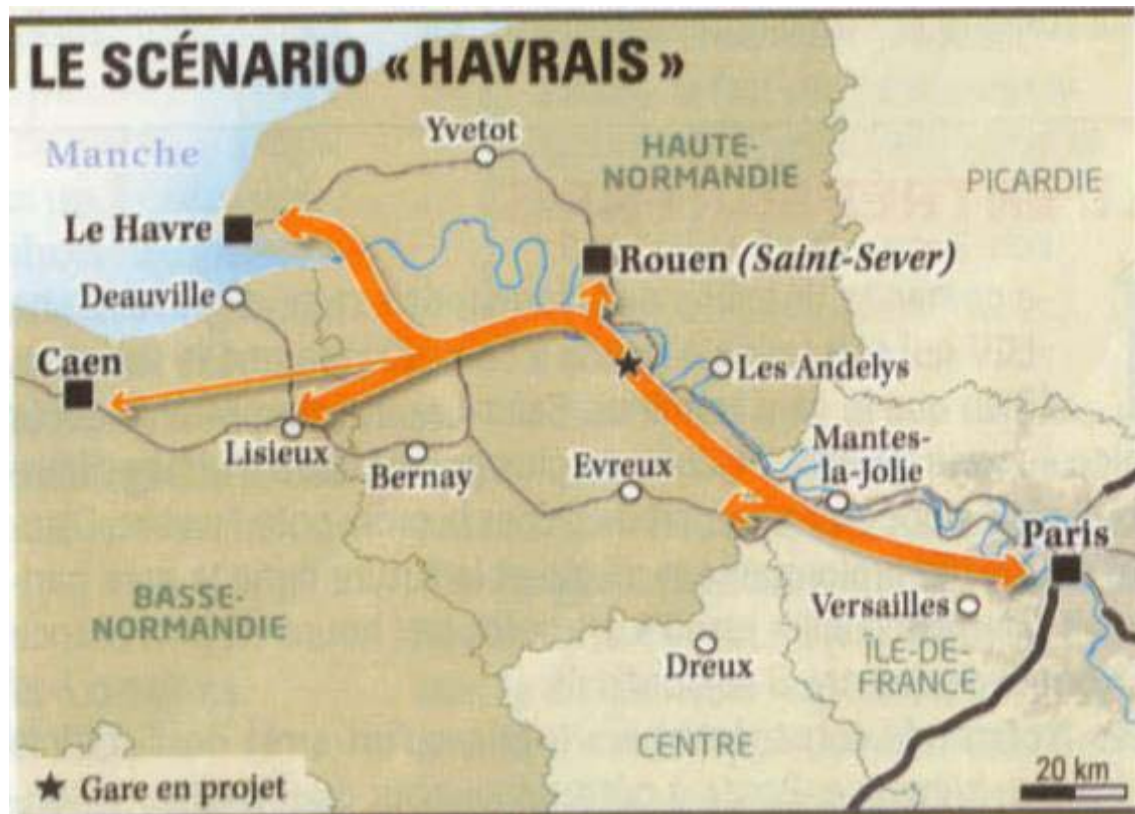 LE SCÉNARIO « HAVRAIS »
Manche
Yvetot
HAUTE-
NORMANDIE
PICARDIE
Le Havre
Rouen (Saint-Sever)
Deauville
Caen
Les Andelys
Lisieux
Bernay
Evreux
Mantes-
la-Jolie
Paris
BASSE-
NORMANDIE
Versailles
Dreux
ÎLE-DE-
FRANCE
CENTRE
20 km
★ Gare en projet